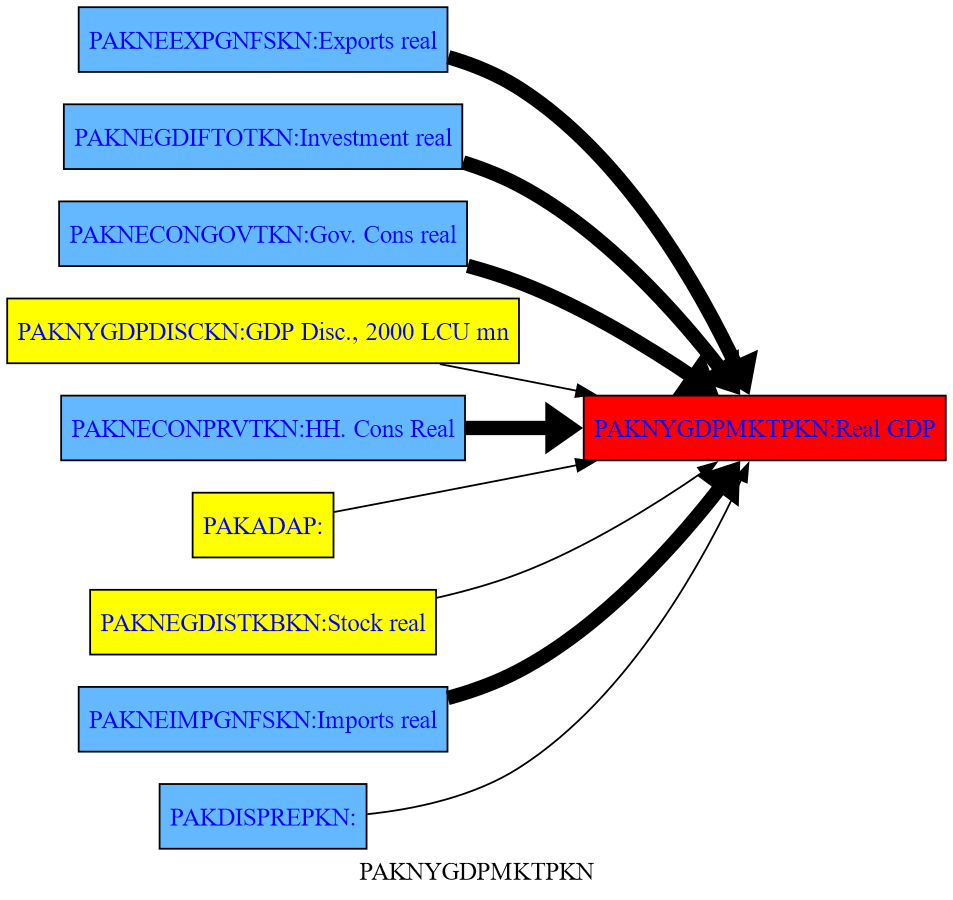 PAKNEEXPGNFSKN:Exports real
PAKNEGDIFTOTKN:Investment real
PAKNECONGOVTKN:Gov. Cons real
PAKNYGDPDISCKN:GDP Disc., 2000 LCU mn
PAKNECONPRVTKN:HH. Cons Real
PAKNYGDPMKTPKN:Real GDP
PAKADAP:
PAKNEGDISTKBKN:Stock real
PAKNEIMPGNFSKN:Imports real
PAKDISPREPKN:
PAKNYGDPMKTPKN